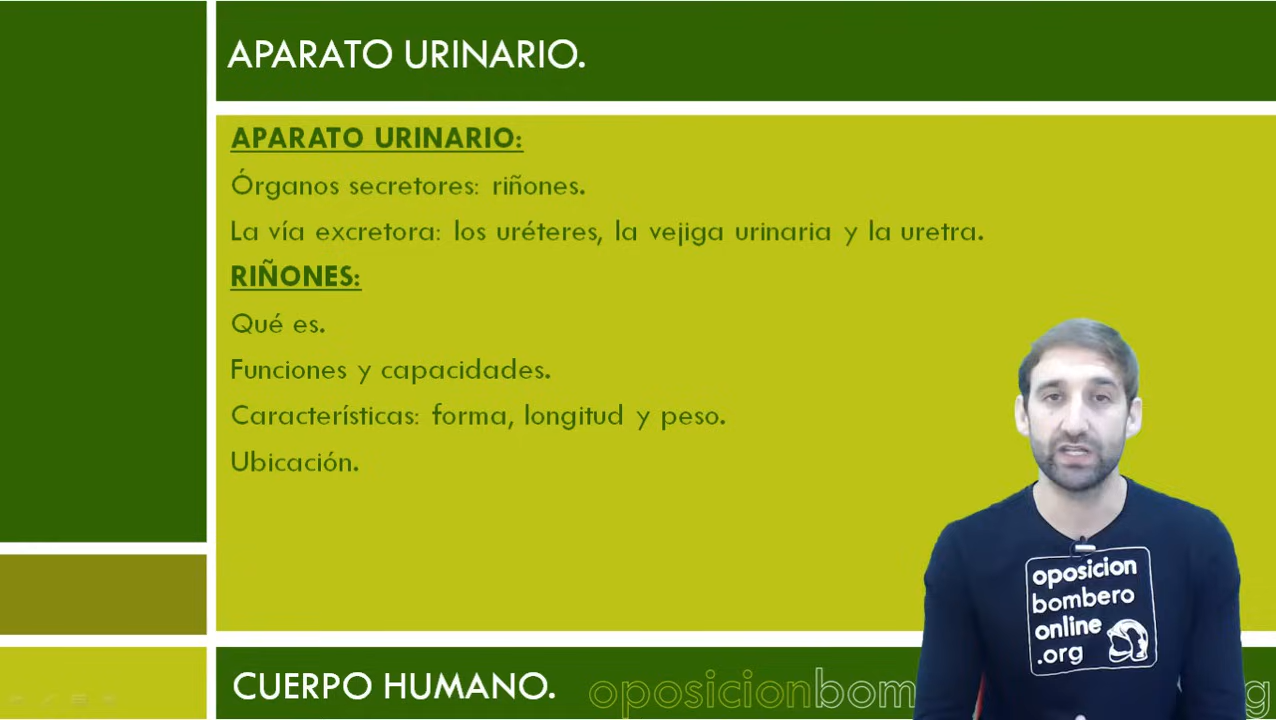 APARATO URINARIO.
APARATO URINARIO:
Órganos secretores: riñones.
La vía excretora: los uréteres, la vejiga urinaria y la uretra.
RIÑONES:
Qué es.
Funciones y capacidades.
Características: forma, longitud y peso.
Ubicación.
oposicion
bombero
online
.org
CUERPO HUMANO.
oposicionbom